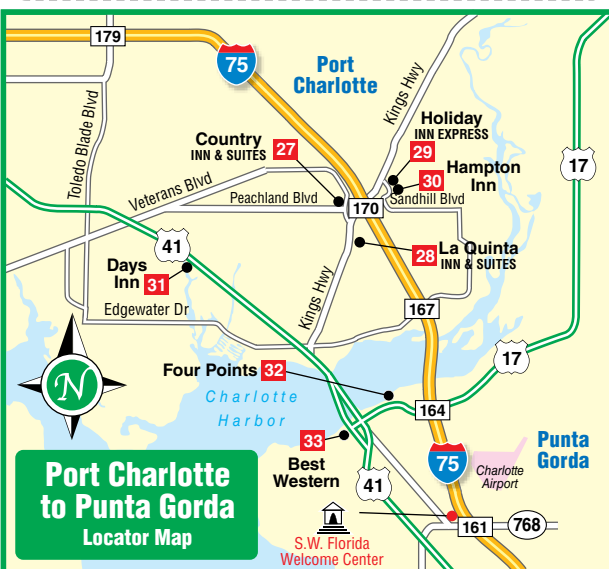 179
75
Port
Charlotte
Kings Hwy
Toledo Blade Blvd
Country
INN & SUITES 27
Holiday
INN EXPRESS
29
30 Hampton
Inn
17
Veterans Blvd
Peachland Blvd
170
Sandhill Blvd
41
28 La Quinta
INN & SUITES
Days
Inn 31
Edgewater Dr
Kings Hwy
167
17
Four Points 32
Charlotte
Harbor
164
N
33
Best
Western
Punta
Gorda
75
Charlotte
Airport
41
Port Charlotte
to Punta Gorda
Locator Map
161
768
S.W. Florida
Welcome Center